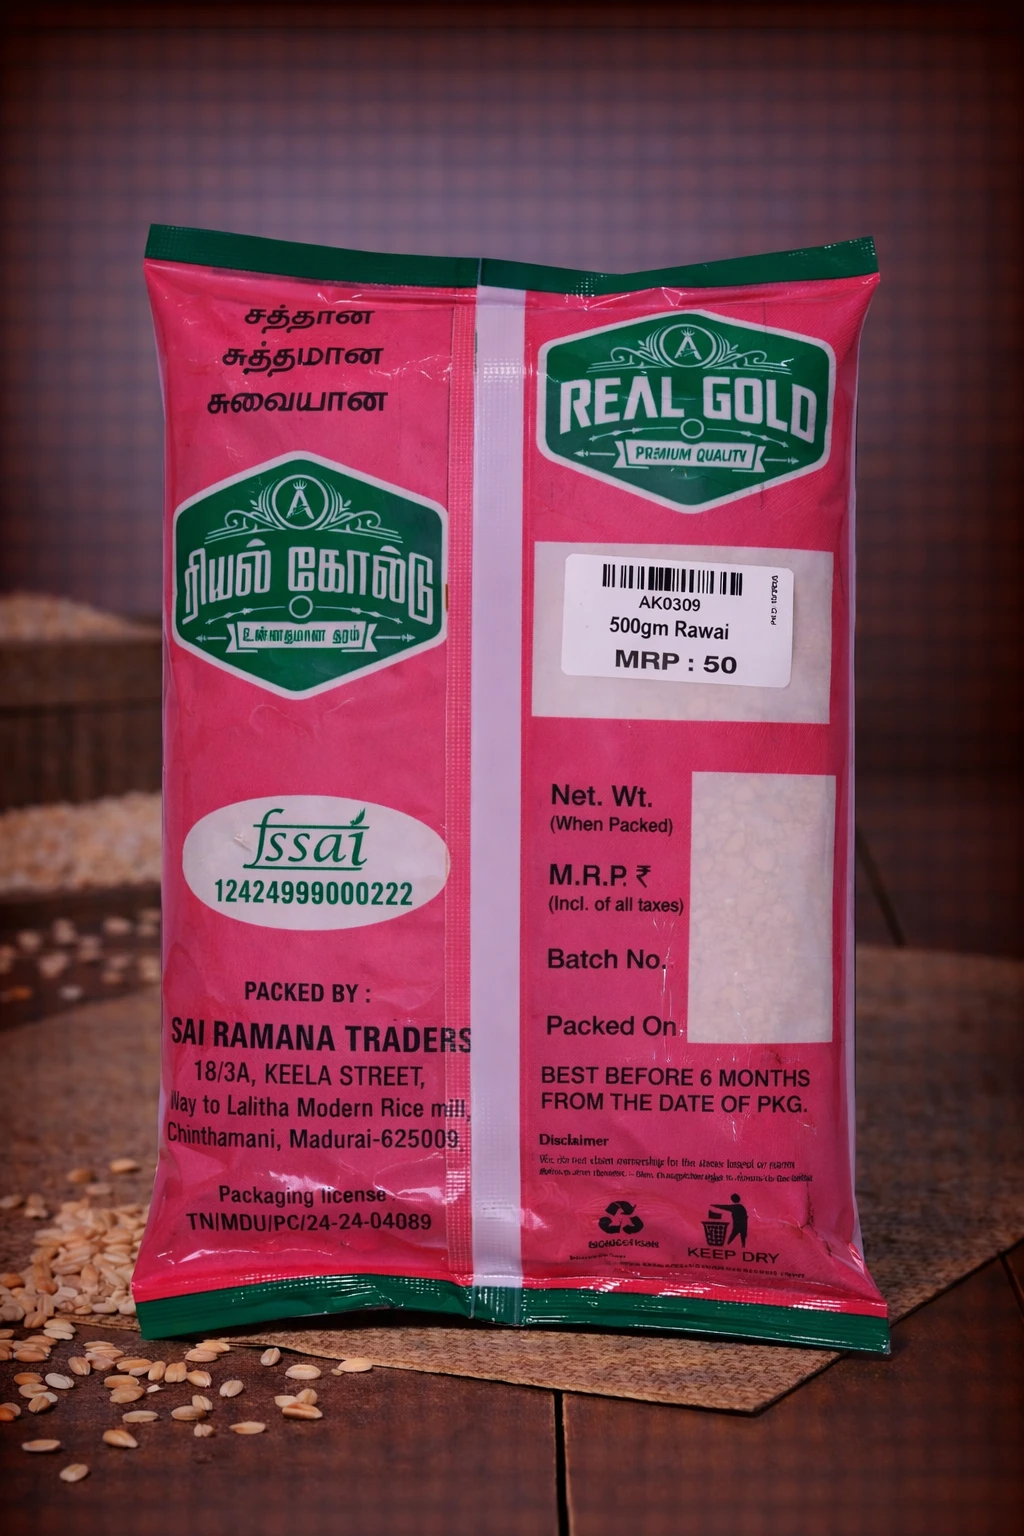 சத்தான
சுத்தமான
சுவையான
A
ரியல் கோல்டு
உன்னதமான தரம்
fssai
12424999000222
PACKED BY :
SAI RAMANA TRADERS
18/3A, KEELA STREET,
Way to Lalitha Modern Rice mill,
Chinthamani, Madurai-625009
Packaging license :
TN/MDU/PC/24-24-04089
A
REAL GOLD
PREMIUM QUALITY
AK0309
500gm Rawai
MRP : 50
Net. Wt.
(When Packed)
M.R.P. ₹
(Incl. of all taxes)
Batch No.
Packed On
BEST BEFORE 6 MONTHS
FROM THE DATE OF PKG.
Disclaimer
KEEP DRY